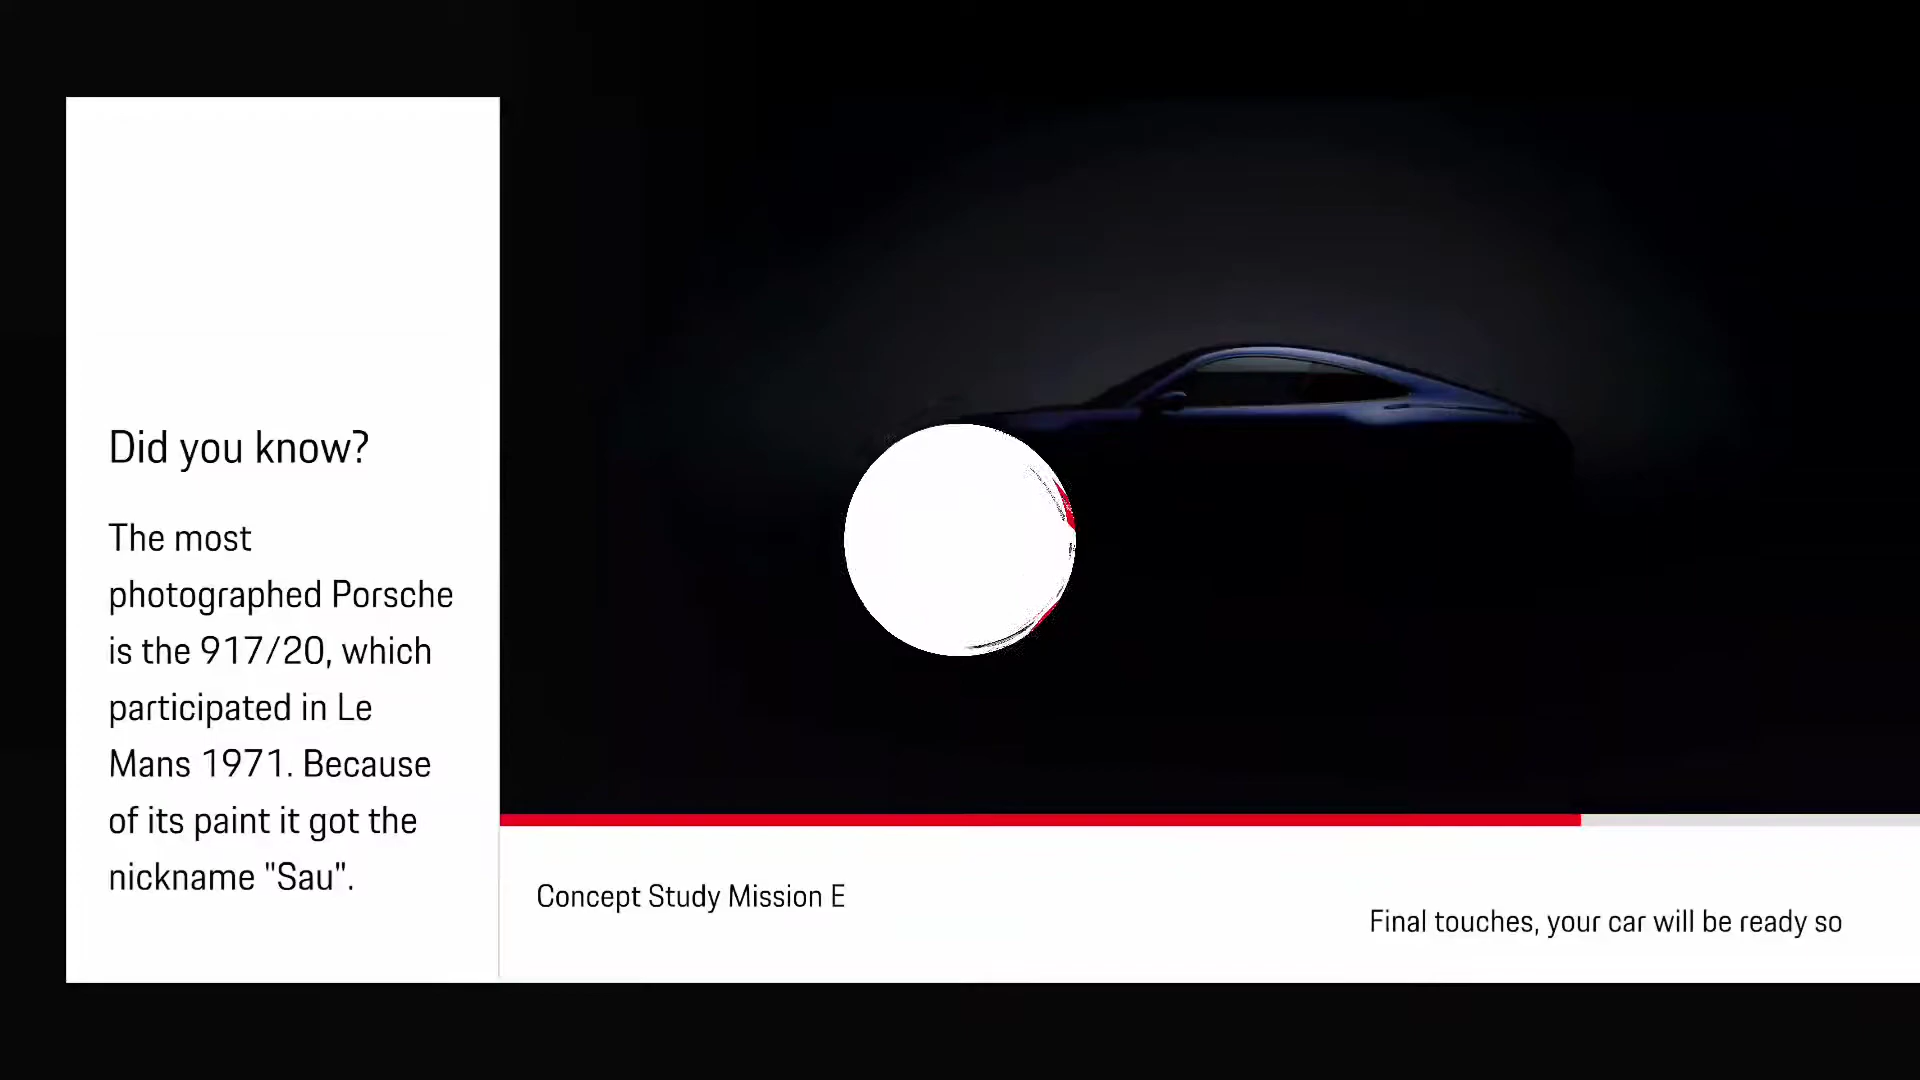 Did you know?
The most
photographed Porsche
is the 917/20, which
participated in Le
Mans 1971. Because
of its paint it got the
nickname "Sau".
Concept Study Mission E
Final touches, your car will be ready so